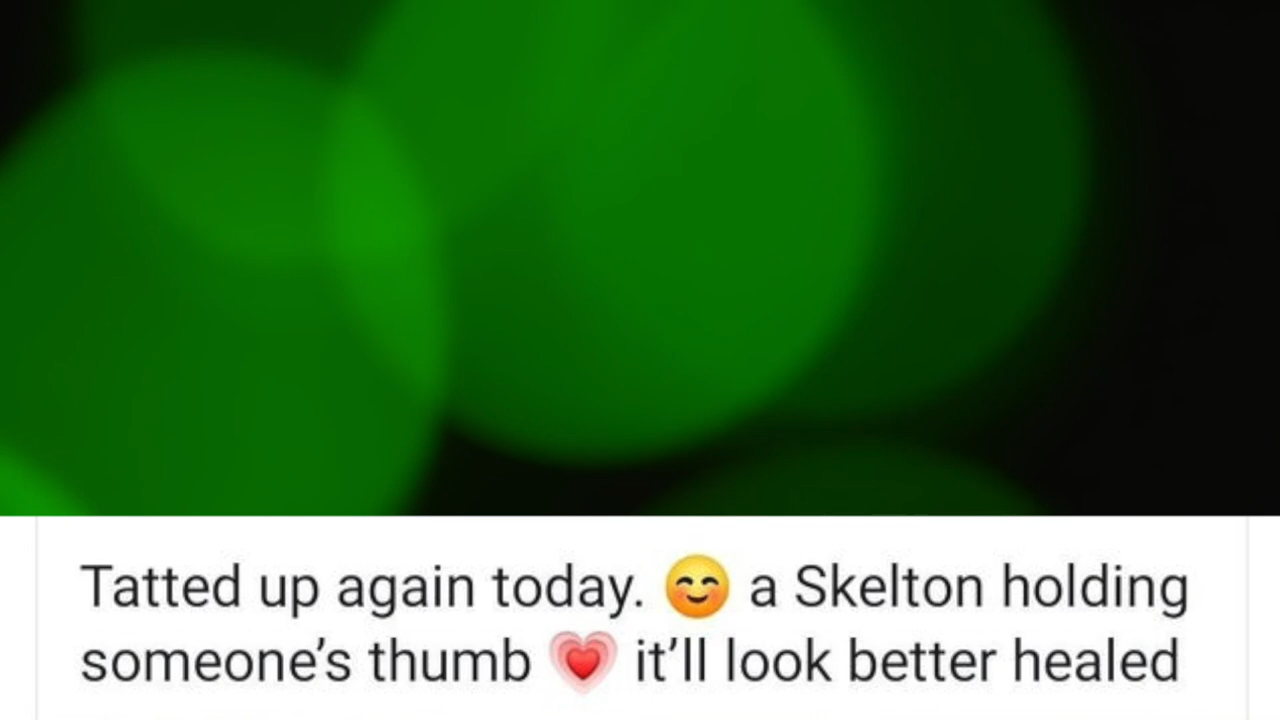 Tatted up again today. 😊 a Skelton holding
someone’s thumb 💗 it’ll look better healed